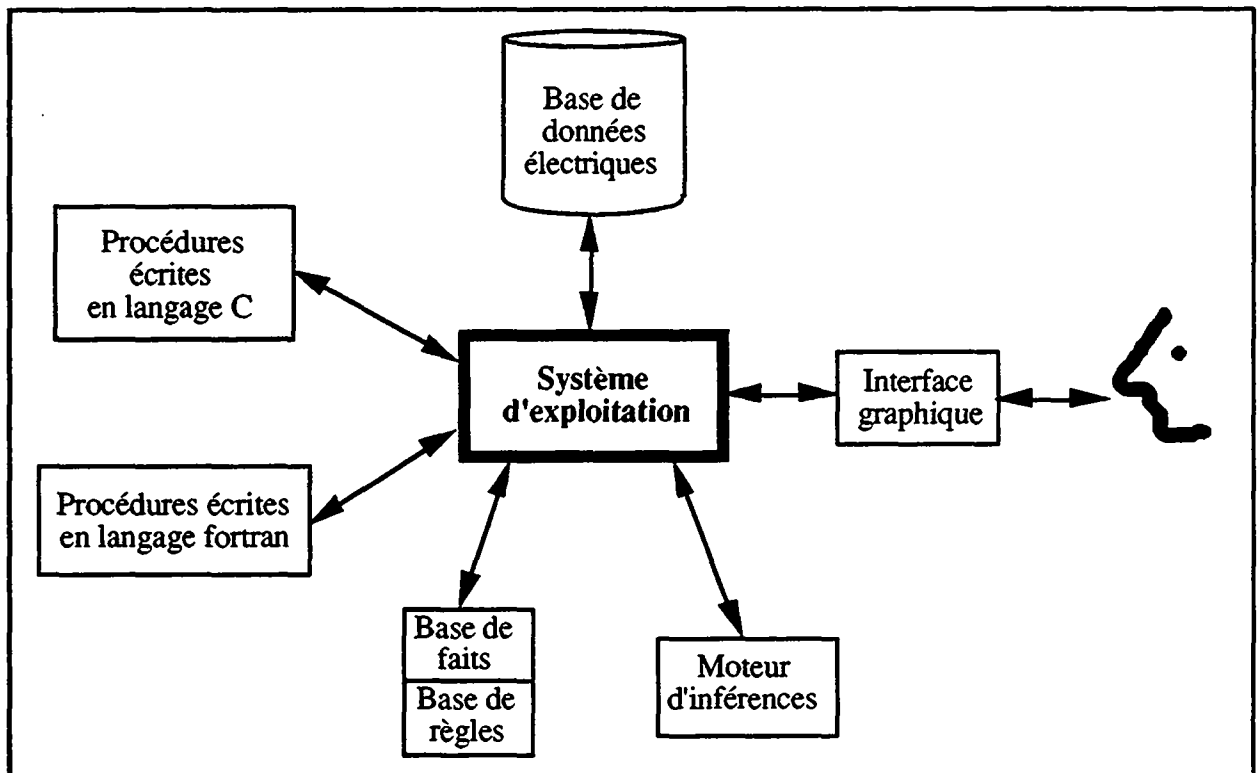 Base de
données
électriques
Procédures
écrites
en langage C
Système
d'exploitation
Interface
graphique
Procédures écrites
en langage fortran
Base de
faits
Base de
règles
Moteur
d'inférences